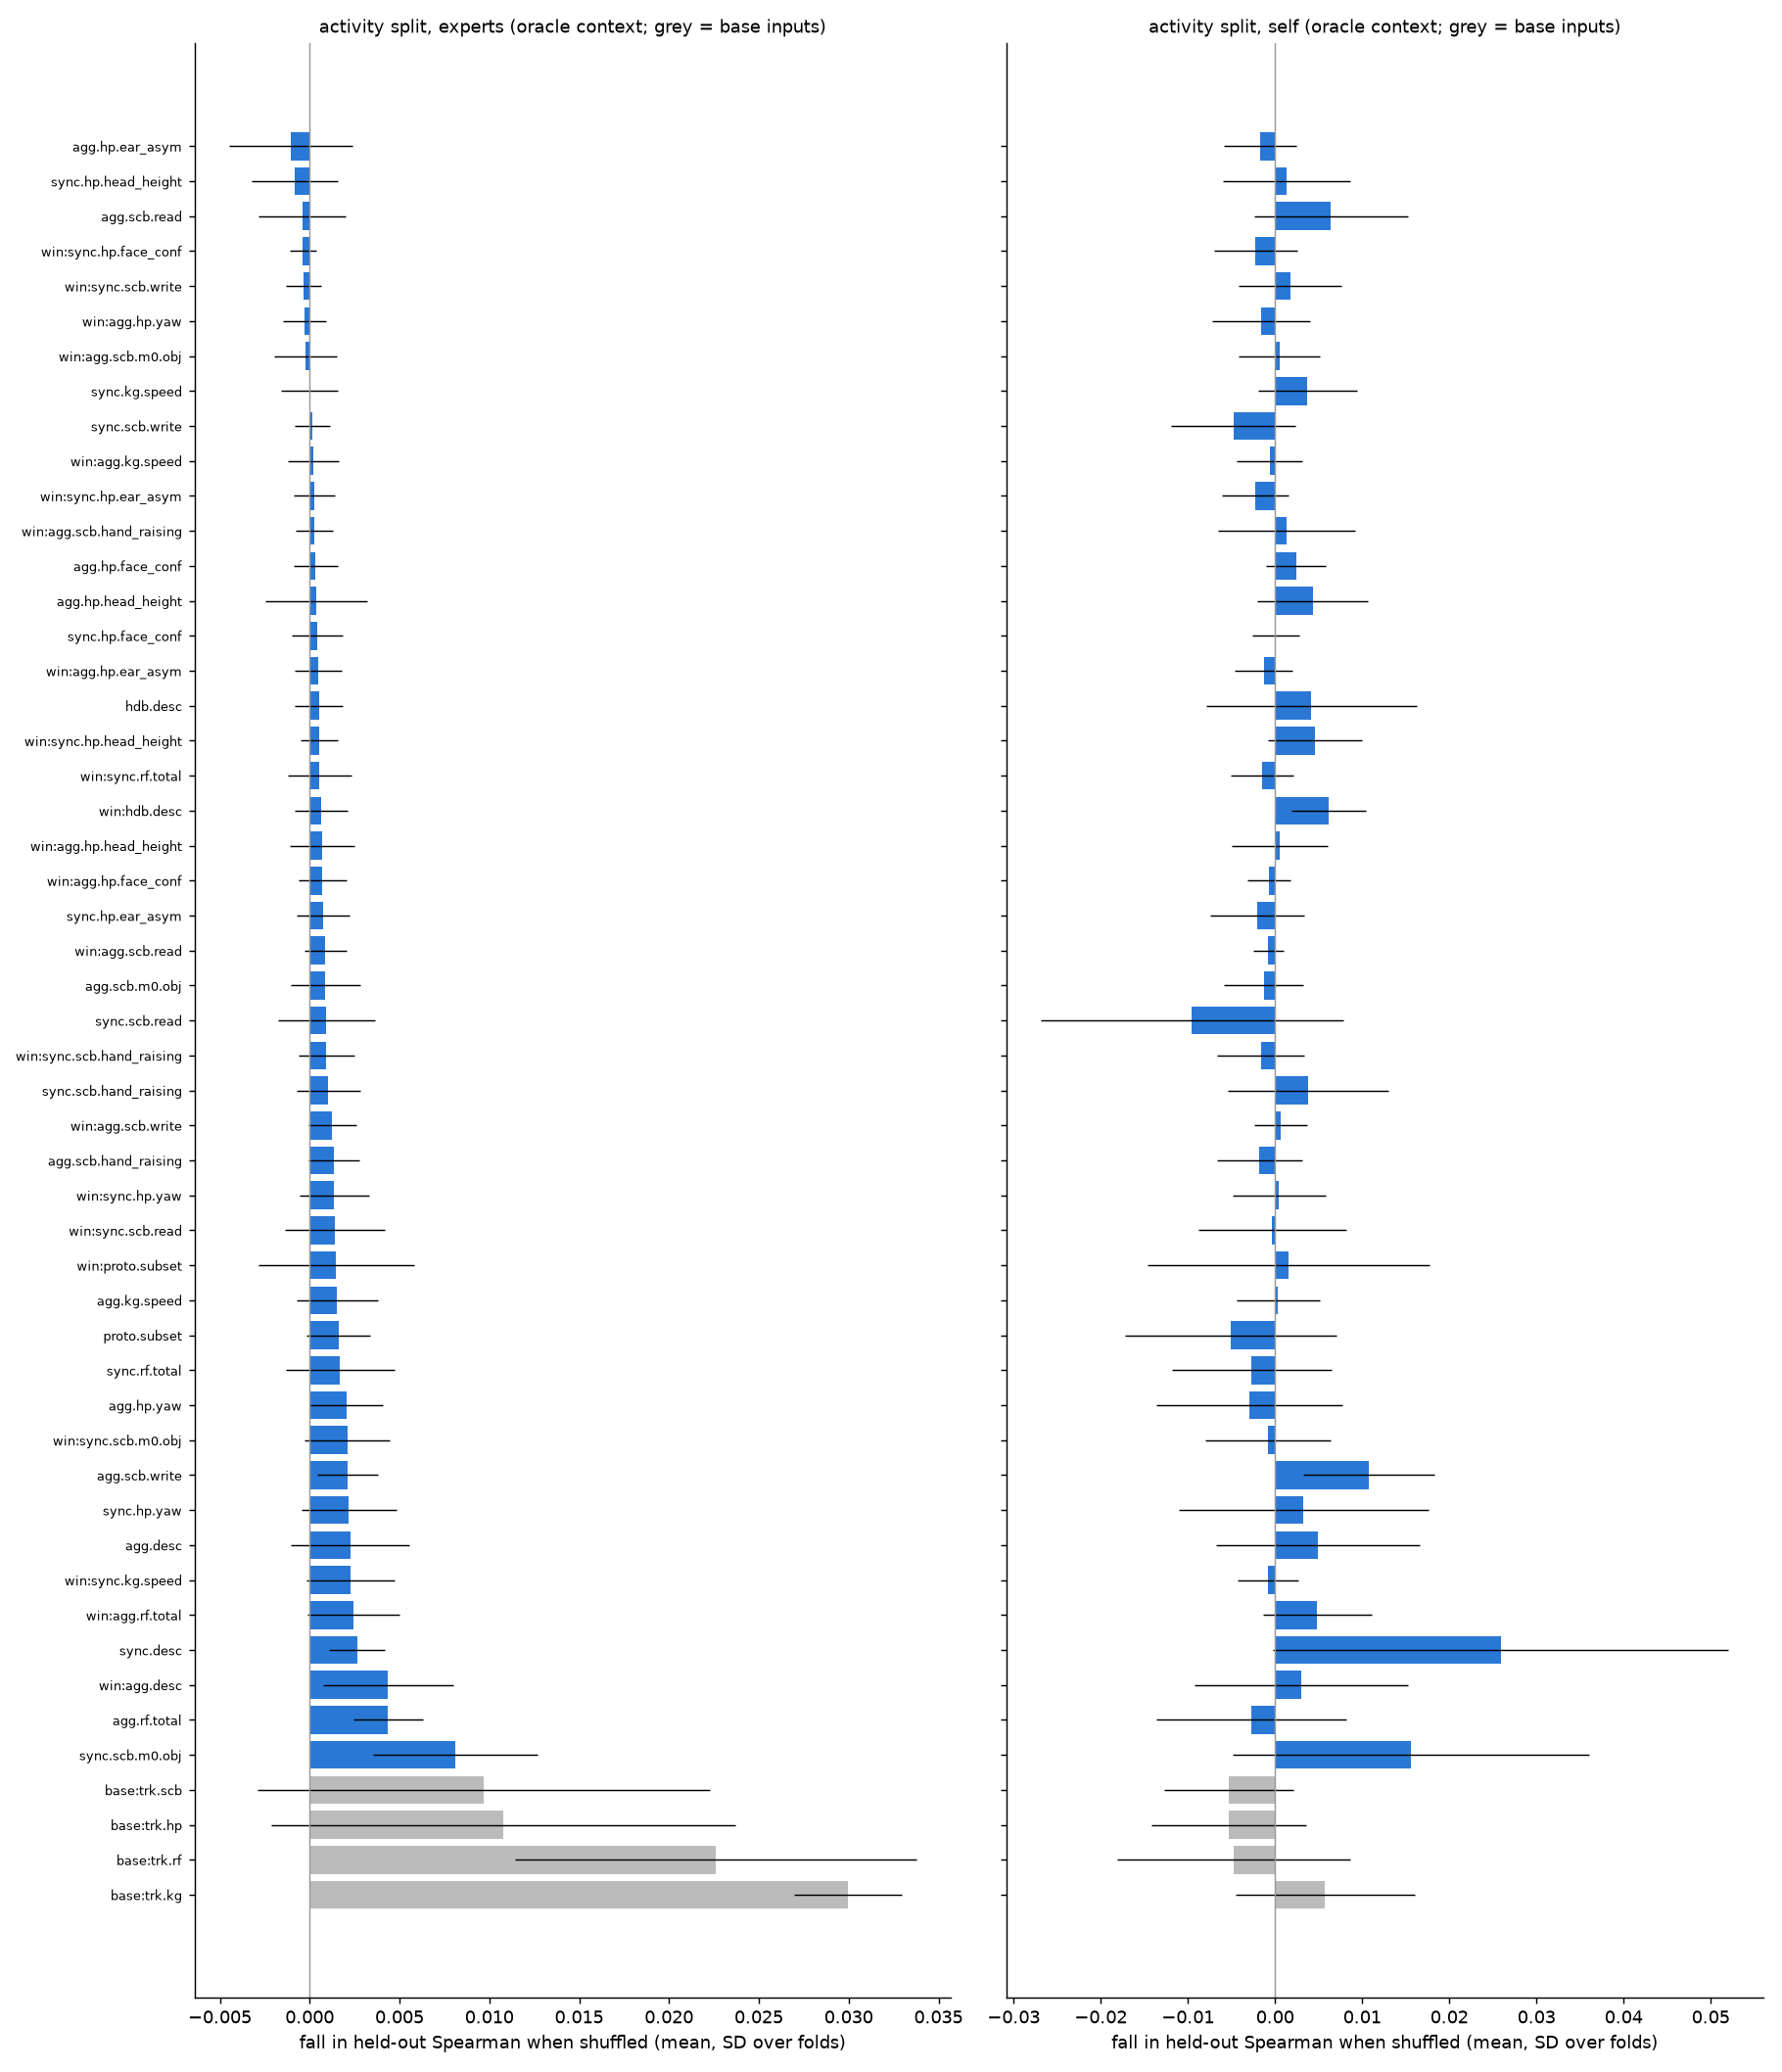 activity split, experts (oracle context; grey = base inputs)
activity split, self (oracle context; grey = base inputs)
agg.hp.ear_asym
sync.hp.head_height
agg.scb.read
win:sync.hp.face_conf
win:sync.scb.write
win:agg.hp.yaw
win:agg.scb.m0.obj
sync.kg.speed
sync.scb.write
win:agg.kg.speed
win:sync.hp.ear_asym
win:agg.scb.hand_raising
agg.hp.face_conf
agg.hp.head_height
sync.hp.face_conf
win:agg.hp.ear_asym
hdb.desc
win:sync.hp.head_height
win:sync.rf.total
win:hdb.desc
win:agg.hp.head_height
win:agg.hp.face_conf
sync.hp.ear_asym
win:agg.scb.read
agg.scb.m0.obj
sync.scb.read
win:sync.scb.hand_raising
sync.scb.hand_raising
win:agg.scb.write
agg.scb.hand_raising
win:sync.hp.yaw
win:sync.scb.read
win:proto.subset
agg.kg.speed
proto.subset
sync.rf.total
agg.hp.yaw
win:sync.scb.m0.obj
agg.scb.write
sync.hp.yaw
agg.desc
win:sync.kg.speed
win:agg.rf.total
sync.desc
win:agg.desc
agg.rf.total
sync.scb.m0.obj
base:trk.scb
base:trk.hp
base:trk.rf
base:trk.kg
−0.005 0.000 0.005 0.010 0.015 0.020 0.025 0.030 0.035
−0.03 −0.02 −0.01 0.00 0.01 0.02 0.03 0.04 0.05
fall in held-out Spearman when shuffled (mean, SD over folds)
fall in held-out Spearman when shuffled (mean, SD over folds)